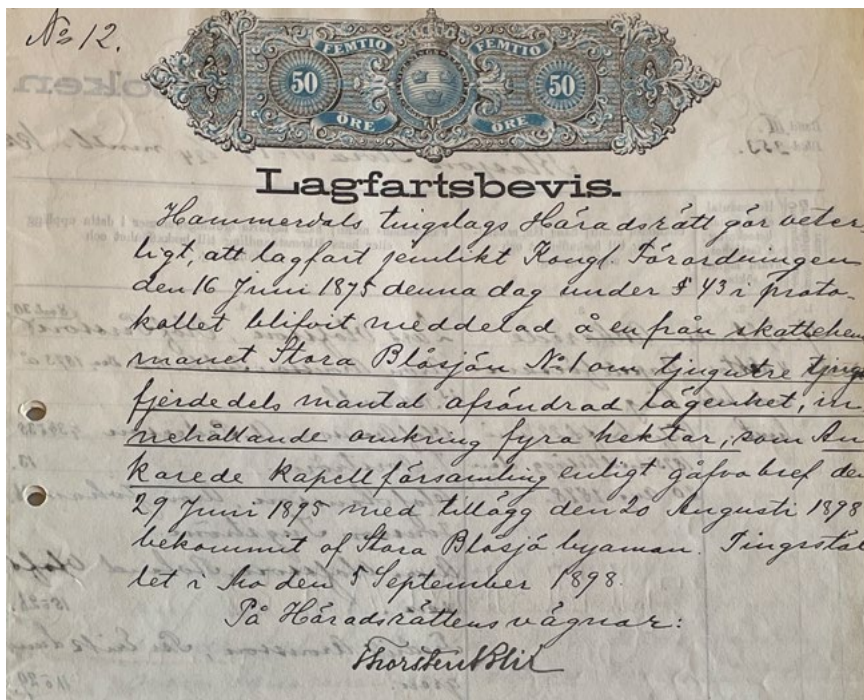 No 12.
FEMTIO FEMTIO
50 50
ÖRE ÖRE
Lagfartsbevis.
Hammerdals tingslags Häradsrätt gör veter-
ligt, att lagfart jemlikt Kongl. Förordningen
den 16 Juni 1875 denna dag under § 43 i proto-
kollet blifvit meddelad å en från skattehem
manet Stora Blåsjön No 1 om tjugutre tjugu
fjerdedels mantal afsöndrad lägenhet, in
nehållande omkring fyra hektar, som An
karede kapellförsamling enligt gåfvobref den
29 Juni 1895 med tillägg den 20 Augusti 1898
bekommit af Stora Blåsjö byamän. Tingsstäl
let i Mo den 5 September 1898.
På Häradsrättens vägnar: